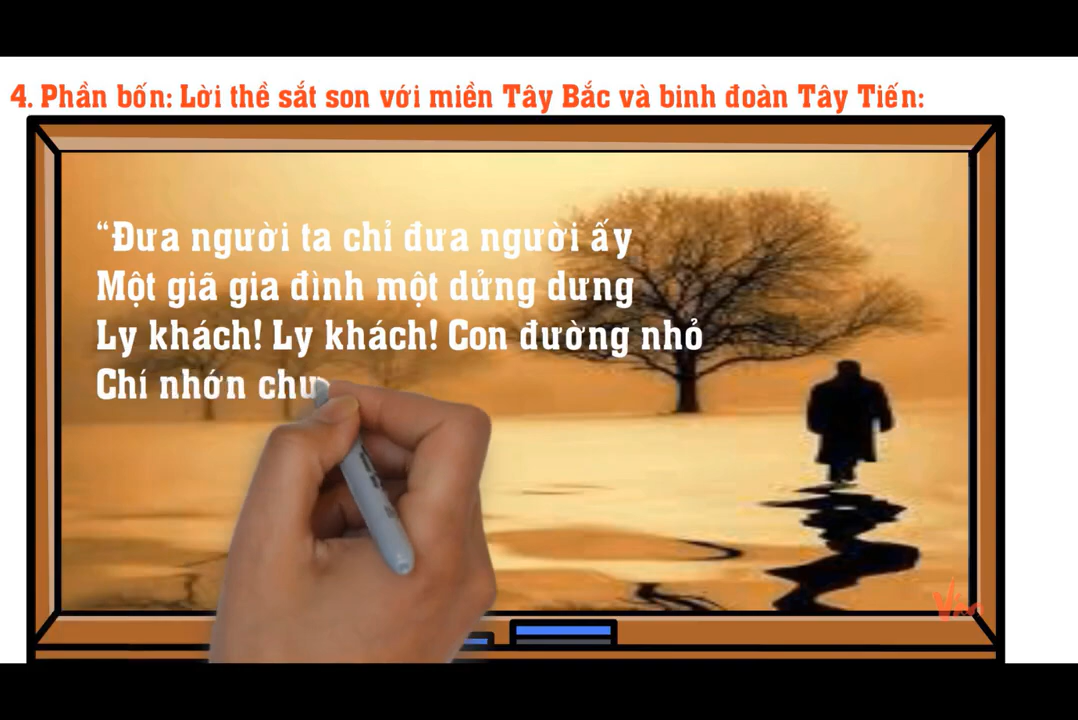 4. Phần bốn: Lời thề sắt son với miền Tây Bắc và binh đoàn Tây Tiến:
“Đưa người ta chỉ đưa người ấy
Một giã gia đình một dửng dưng
Ly khách! Ly khách! Con đường nhỏ
Chí nhớn chư